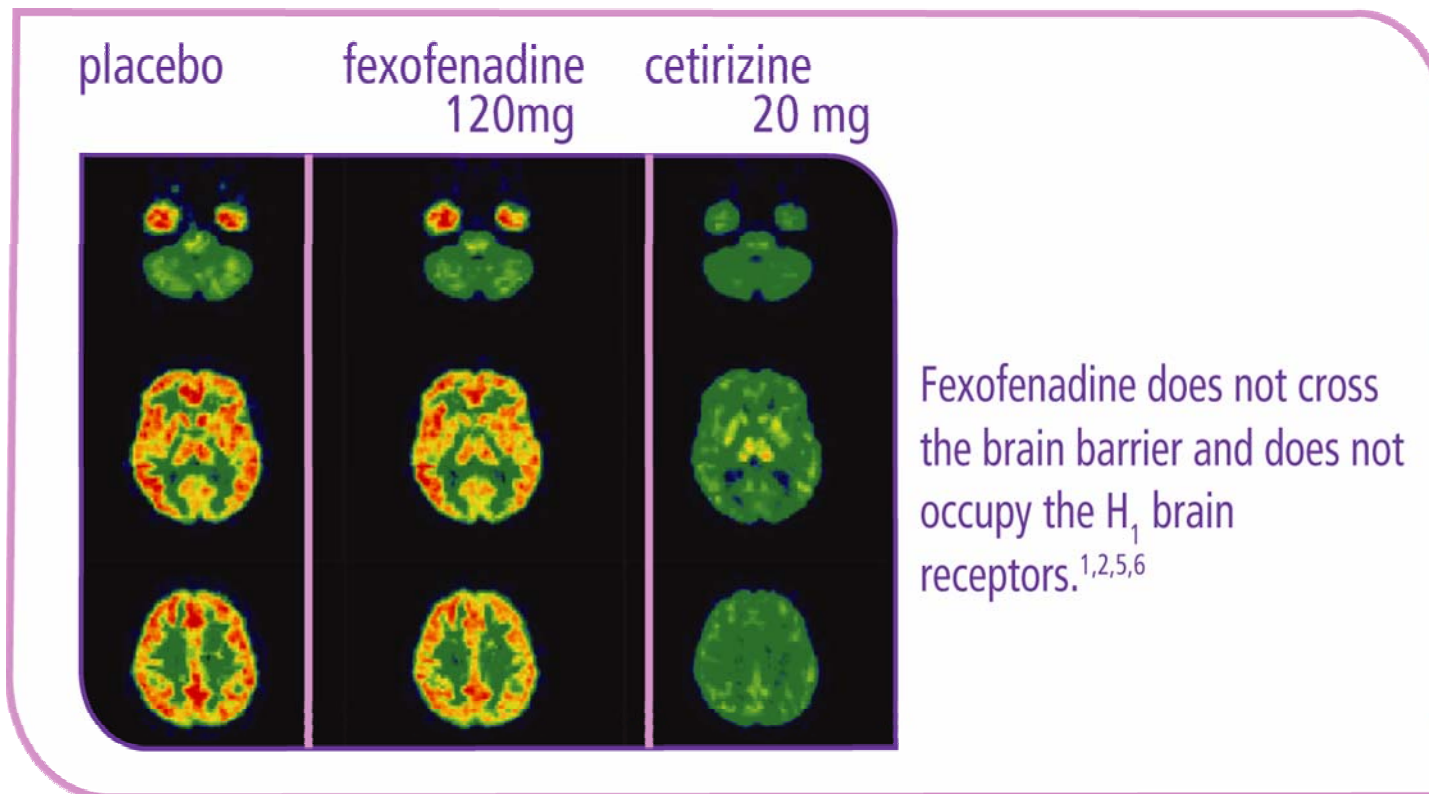 placebo
fexofenadine
120mg
cetirizine
20 mg
Fexofenadine does not cross
the brain barrier and does not
occupy the H₁ brain
receptors.¹,²,⁵,⁶